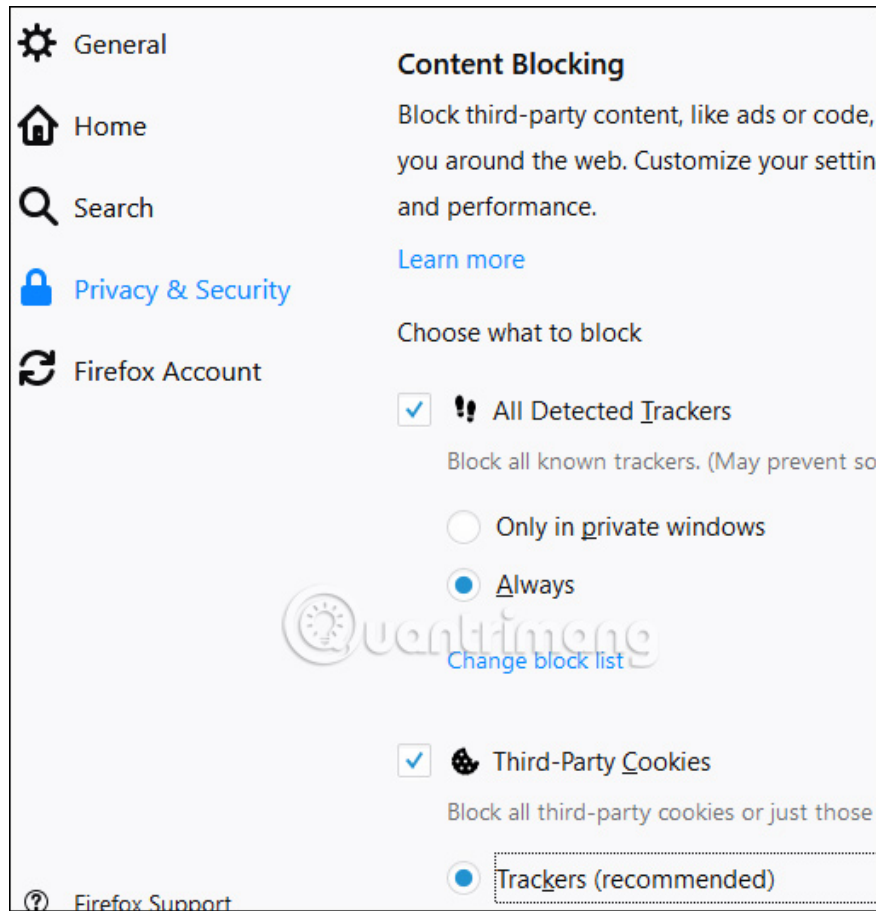 General
Home
Search
Privacy & Security
Firefox Account
Firefox Support
Content Blocking
Block third-party content, like ads or code,
you around the web. Customize your settin
and performance.
Learn more
Choose what to block
All Detected Trackers
Block all known trackers. (May prevent so
Only in private windows
Always
Quantrimang
Change block list
Third-Party Cookies
Block all third-party cookies or just those
Trackers (recommended)